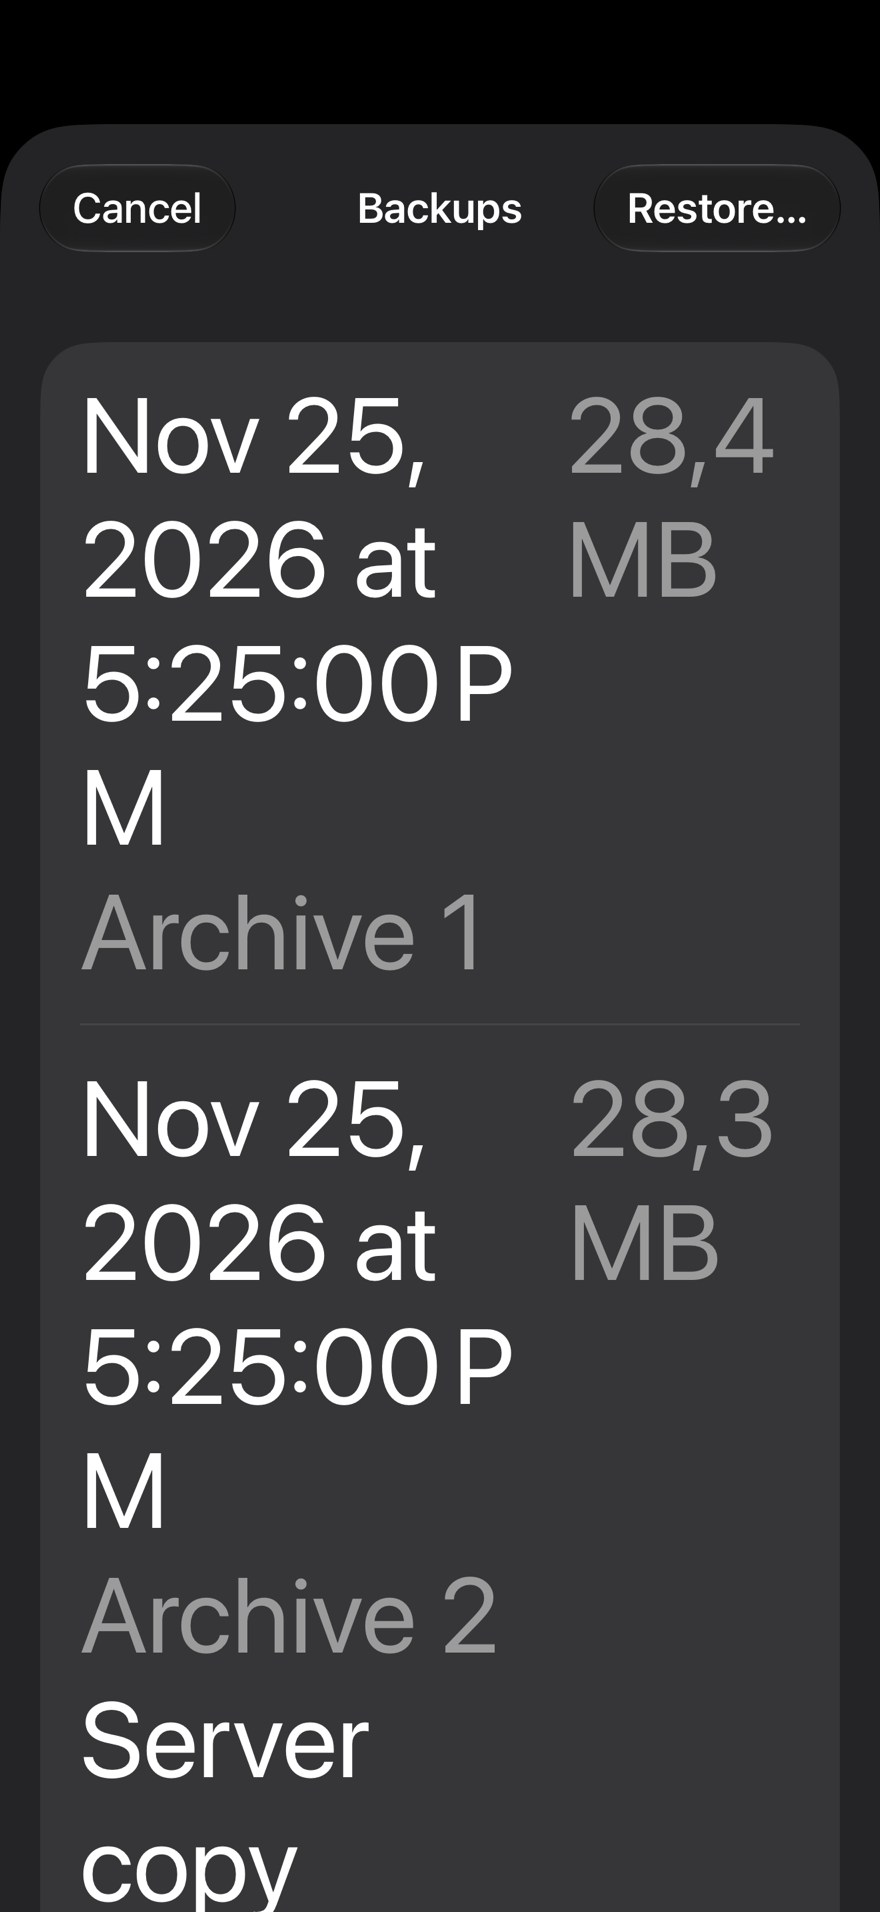 Cancel
Backups
Restore...
Nov 25,
2026 at
5:25:00 P
M
28,4
MB
Archive 1
Nov 25,
2026 at
5:25:00 P
M
28,3
MB
Archive 2
Server
copy